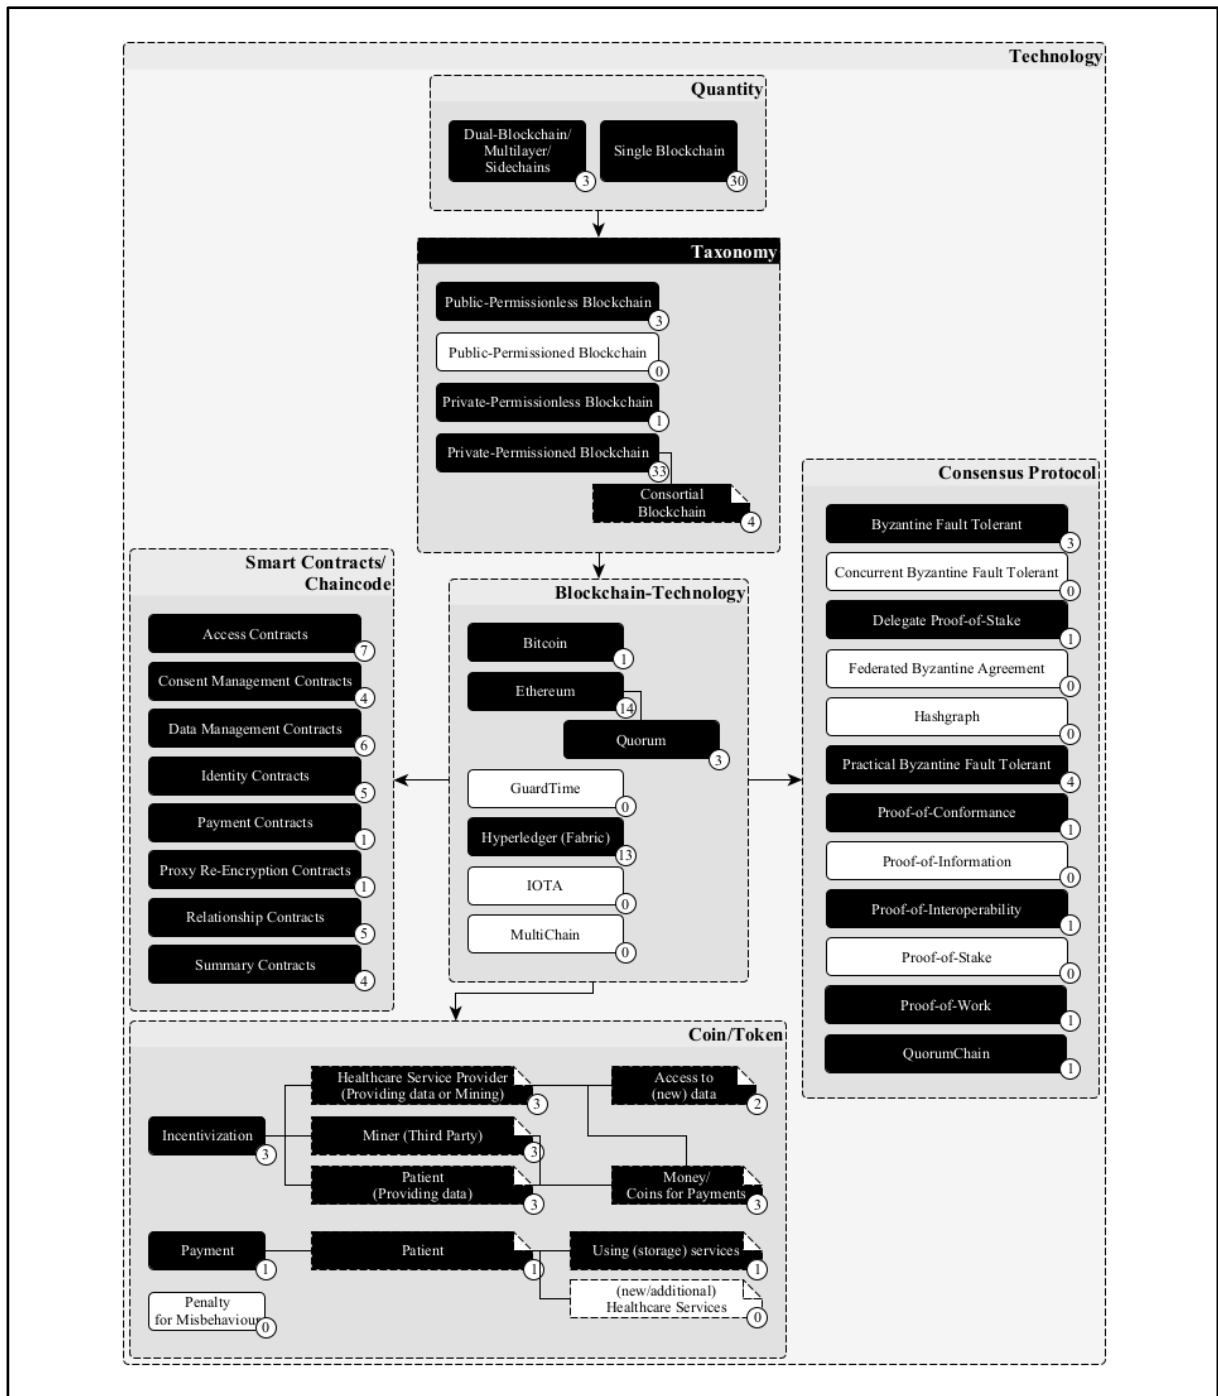 Technology
Quantity
Dual-Blockchain/
Multilayer/
Sidechains
3
Single Blockchain
30
Taxonomy
Public-Permissionless Blockchain
3
Public-Permissioned Blockchain
0
Private-Permissionless Blockchain
1
Private-Permissioned Blockchain
33
Consortial
Blockchain
4
Smart Contracts/
Chaincode
Access Contracts
7
Consent Management Contracts
4
Data Management Contracts
6
Identity Contracts
5
Payment Contracts
1
Proxy Re-Encryption Contracts
1
Relationship Contracts
5
Summary Contracts
4
Blockchain-Technology
Bitcoin
1
Ethereum
14
Quorum
3
GuardTime
0
Hyperledger (Fabric)
13
IOTA
0
MultiChain
0
Consensus Protocol
Byzantine Fault Tolerant
3
Concurrent Byzantine Fault Tolerant
0
Delegate Proof-of-Stake
1
Federated Byzantine Agreement
0
Hashgraph
0
Practical Byzantine Fault Tolerant
4
Proof-of-Conformance
1
Proof-of-Information
0
Proof-of-Interoperability
1
Proof-of-Stake
0
Proof-of-Work
1
QuorumChain
1
Coin/Token
Incentivization
3
Healthcare Service Provider
(Providing data or Mining)
3
Miner (Third Party)
3
Patient
(Providing data)
3
Access to
(new) data
2
Money/
Coins for Payments
3
Payment
1
Patient
1
Using (storage) services
1
(new/additional)
Healthcare Services
0
Penalty
for Misbehaviour
0